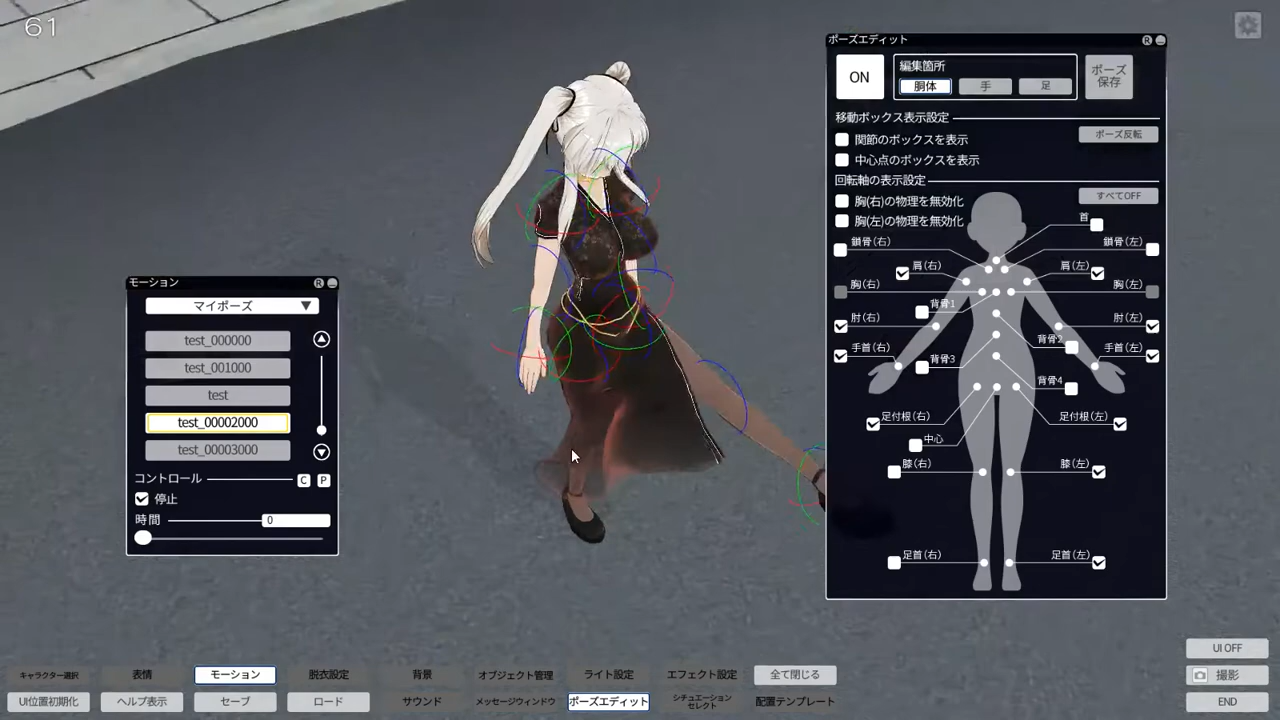 61
モーション
R
マイポーズ ▼
test_000000
test_001000
test
test_00002000
test_00003000
コントロール C P
停止
時間 0
ポーズエディット R
ON
編集箇所
胴体 手 足
ポーズ
保存
移動ボックス表示設定
関節のボックスを表示
ポーズ反転
中心点のボックスを表示
回転軸の表示設定
すべてOFF
胸(右)の物理を無効化
胸(左)の物理を無効化
首
鎖骨(右) 鎖骨(左)
肩(右) 肩(左)
胸(右) 胸(左)
背骨1
肘(右) 肘(左)
背骨2
手首(右) 手首(左)
背骨3
背骨4
足付根(右) 足付根(左)
中心
膝(右) 膝(左)
足首(右) 足首(左)
UI OFF
撮影
END
キャラクター選択 表情 モーション 脱衣設定 背景 オブジェクト管理 ライト設定 エフェクト設定 全て閉じる
UI位置初期化 ヘルプ表示 セーブ ロード サウンド メッセージウィンドウ ポーズエディット シチュエーション
セレクト 配置テンプレート